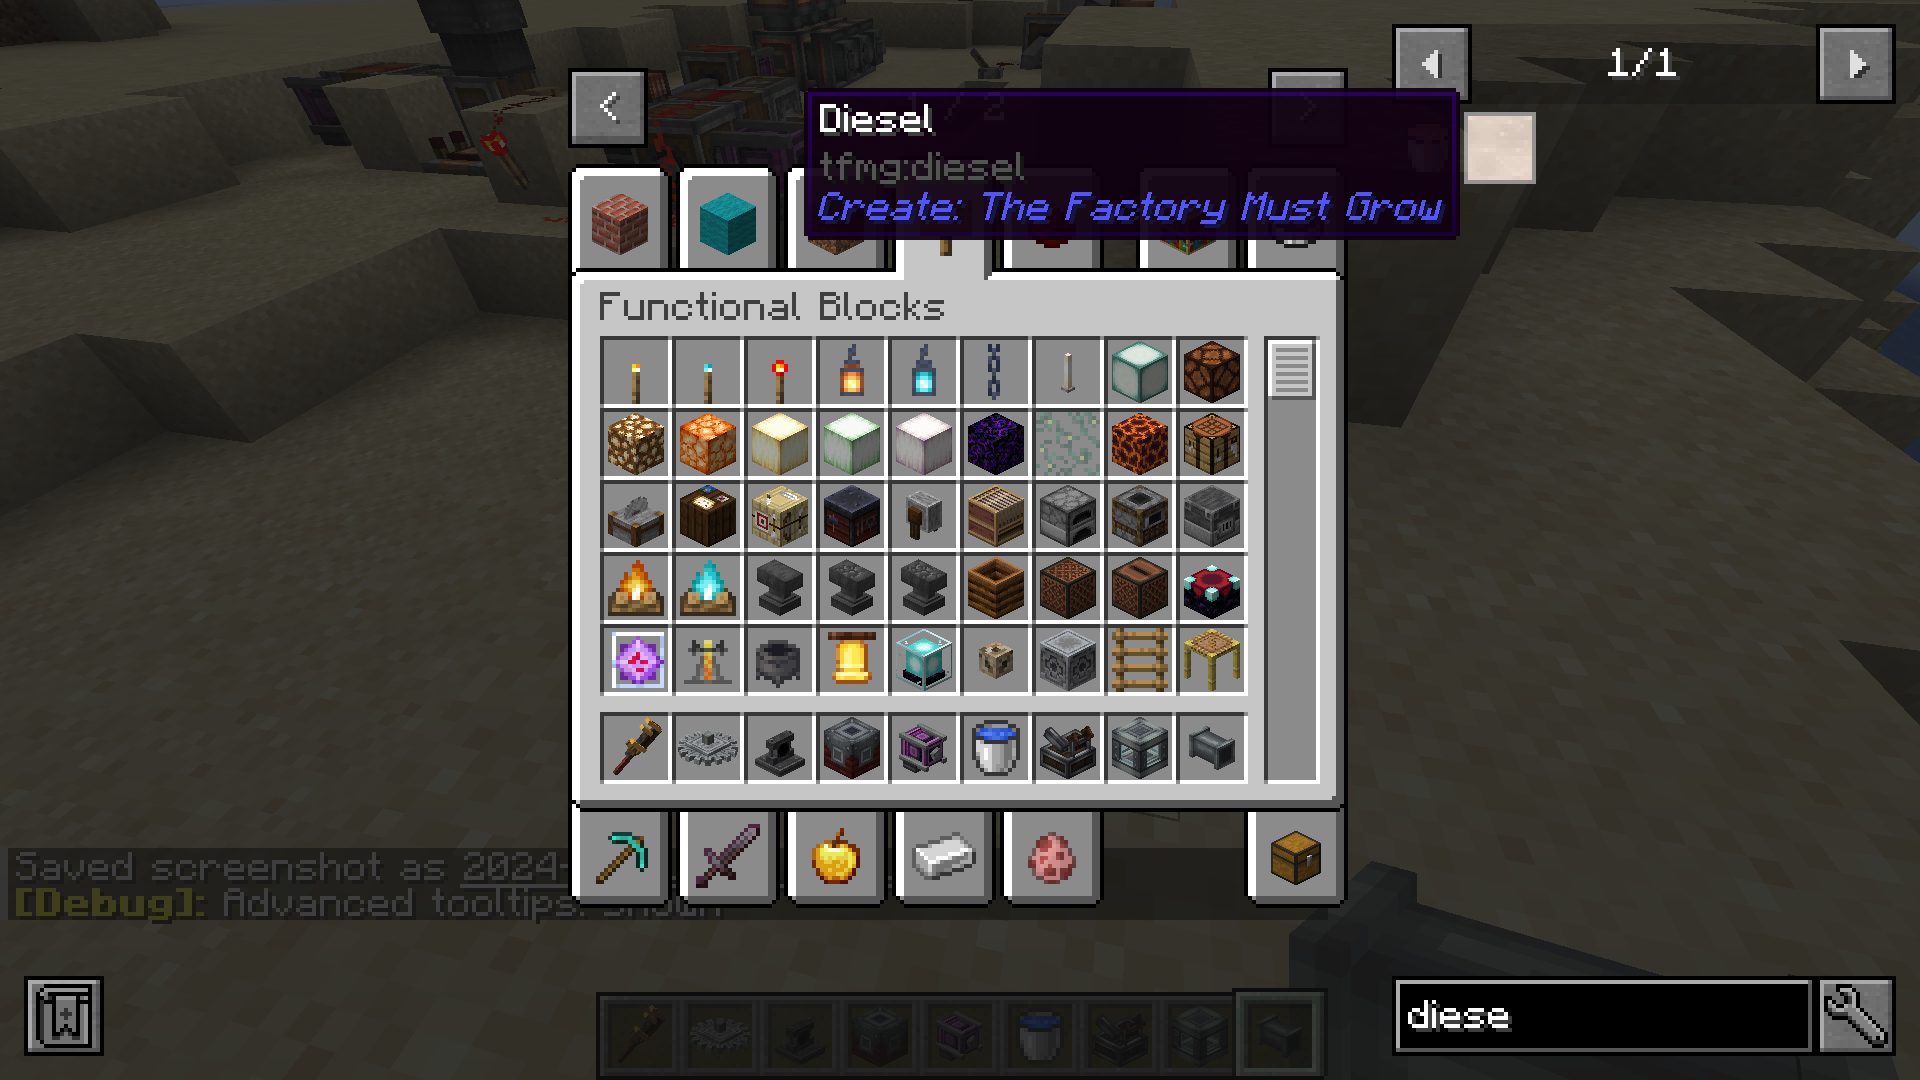 1/1
Diesel
tfmg:diesel
Create: The Factory Must Grow
Functional Blocks
Saved screenshot as 2024-
[Debug]: Advanced tooltips: shown
diese